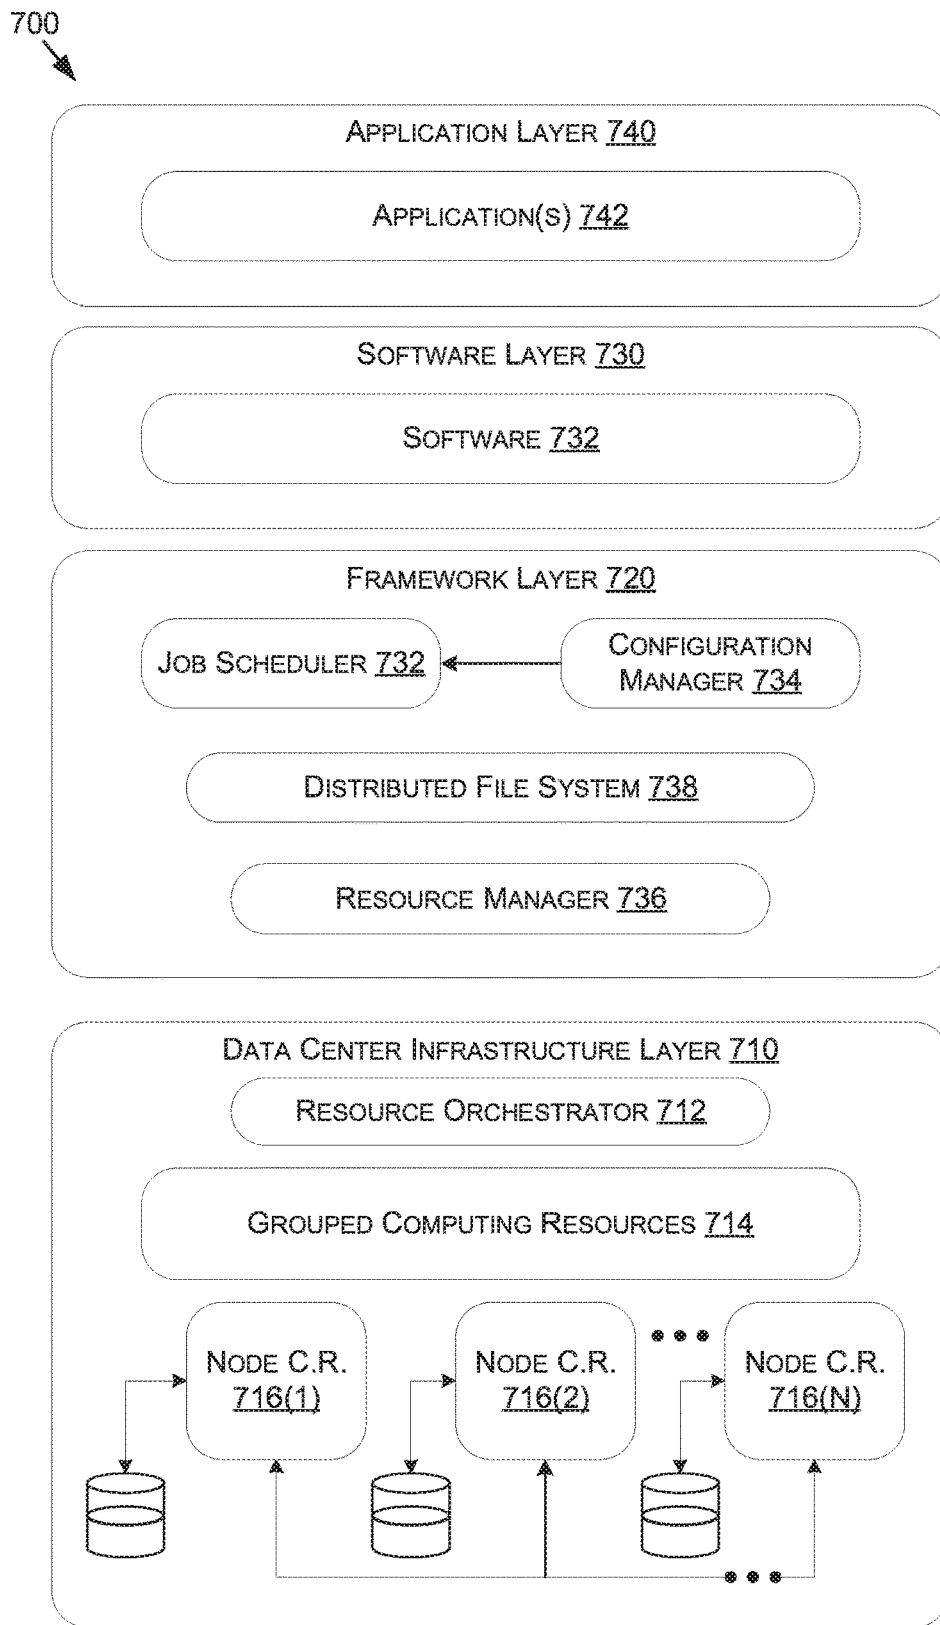 700
APPLICATION LAYER 740
APPLICATION(S) 742
SOFTWARE LAYER 730
SOFTWARE 732
FRAMEWORK LAYER 720
JOB SCHEDULER 732
CONFIGURATION
MANAGER 734
DISTRIBUTED FILE SYSTEM 738
RESOURCE MANAGER 736
DATA CENTER INFRASTRUCTURE LAYER 710
RESOURCE ORCHESTRATOR 712
GROUPED COMPUTING RESOURCES 714
NODE C.R.
716(1)
NODE C.R.
716(2)
NODE C.R.
716(N)